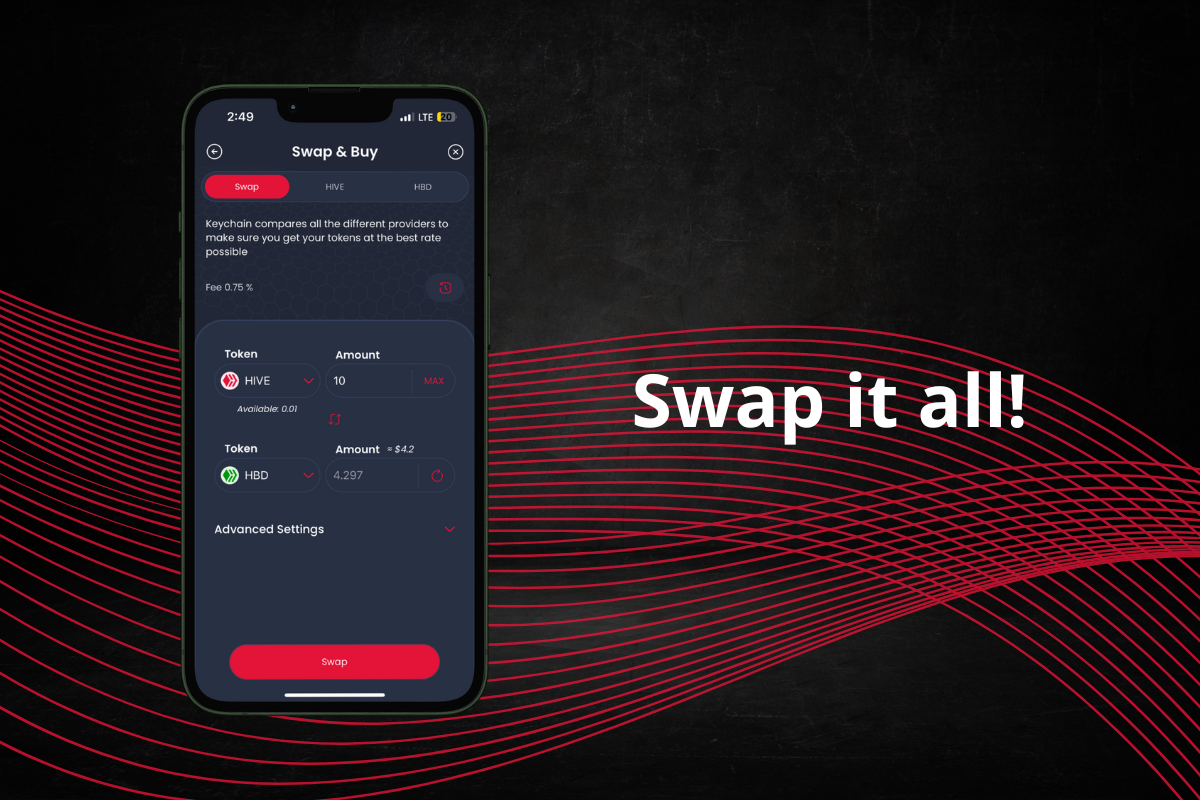 2:49
LTE 20
Swap & Buy
Swap HIVE HBD
Keychain compares all the different providers to
make sure you get your tokens at the best rate
possible
Fee 0.75 %
Token Amount
HIVE 10 MAX
Available: 0.01
Token Amount ≈ $4.2
HBD 4.297
Advanced Settings
Swap
Swap it all!